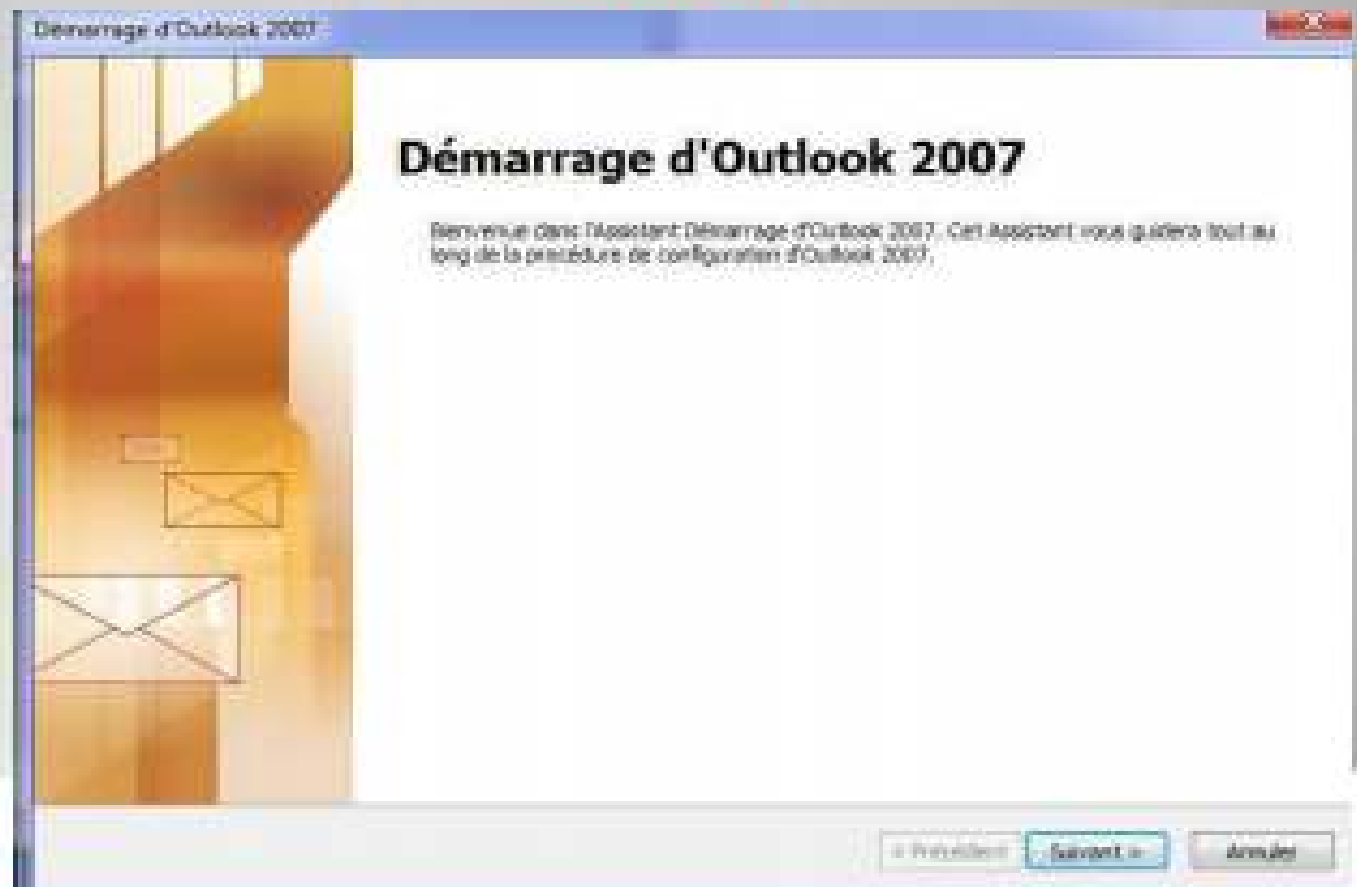 Démarrage d'Outlook 2007
Démarrage d'Outlook 2007
Bienvenue dans l'Assistant Démarrage d'Outlook 2007. Cet Assistant vous guidera tout au
long de la procédure de configuration d'Outlook 2007.
< Précédent Suivant > Annuler